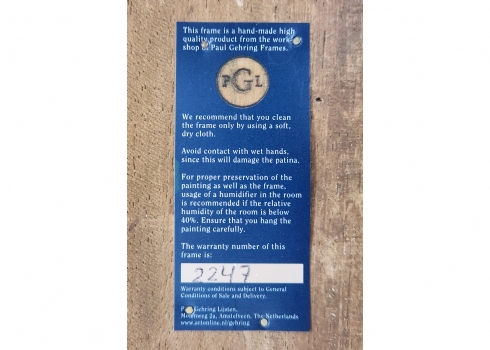 This frame is a hand-made high
quality product from the work-
shop of Paul Gehring Frames.
PGL
We recommend that you clean
the frame only by using a soft,
dry cloth.
Avoid contact with wet hands,
since this will damage the patina.
For proper preservation of the
painting as well as the frame,
usage of a humidifier in the room
is recommended if the relative
humidity of the room is below
40%. Ensure that you hang the
painting carefully.
The warranty number of this
frame is:
2247
Warranty conditions subject to General
Conditions of Sale and Delivery.
Paul Gehring Lijsten,
2a, Amstelveen, The Netherlands
www.artonline.nl/gehring